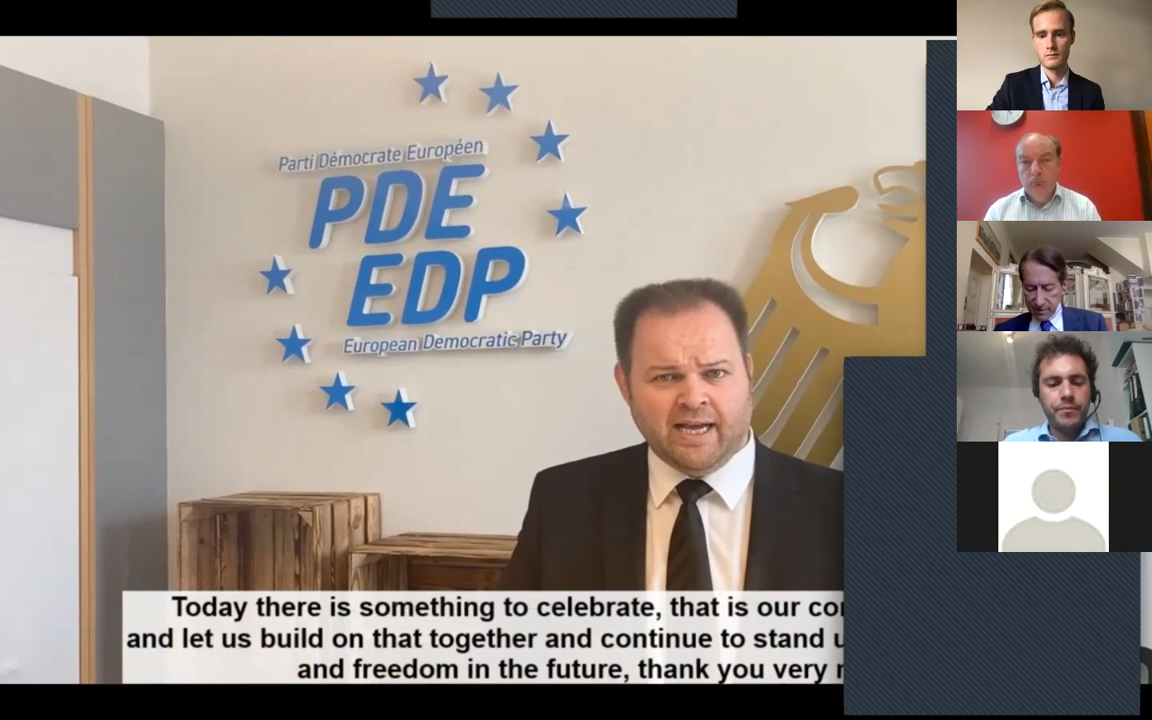 Parti Démocrate Européen
PDE
EDP
European Democratic Party
Today there is something to celebrate, that is our
and let us build on that together and continue to stand
and freedom in the future, thank you very